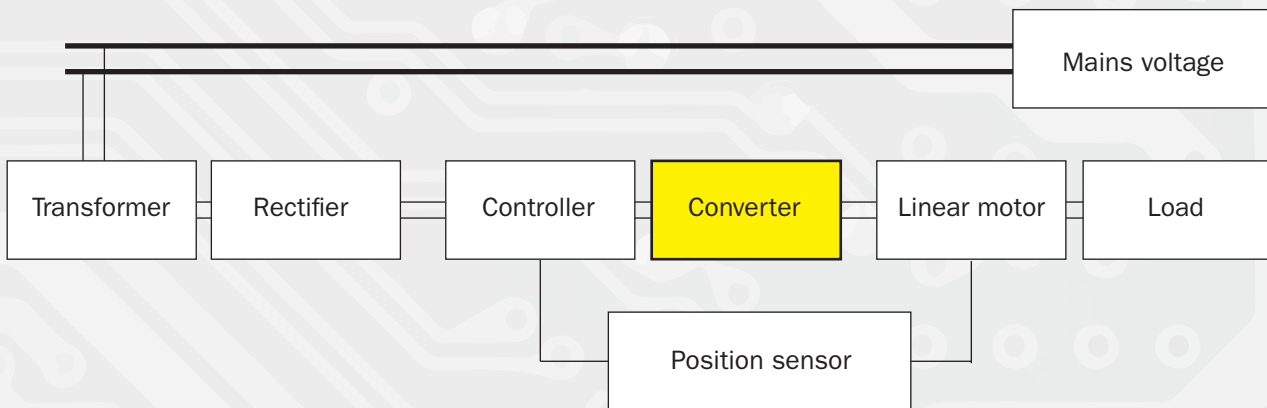 Mains voltage
Transformer
Rectifier
Controller
Converter
Linear motor
Load
Position sensor